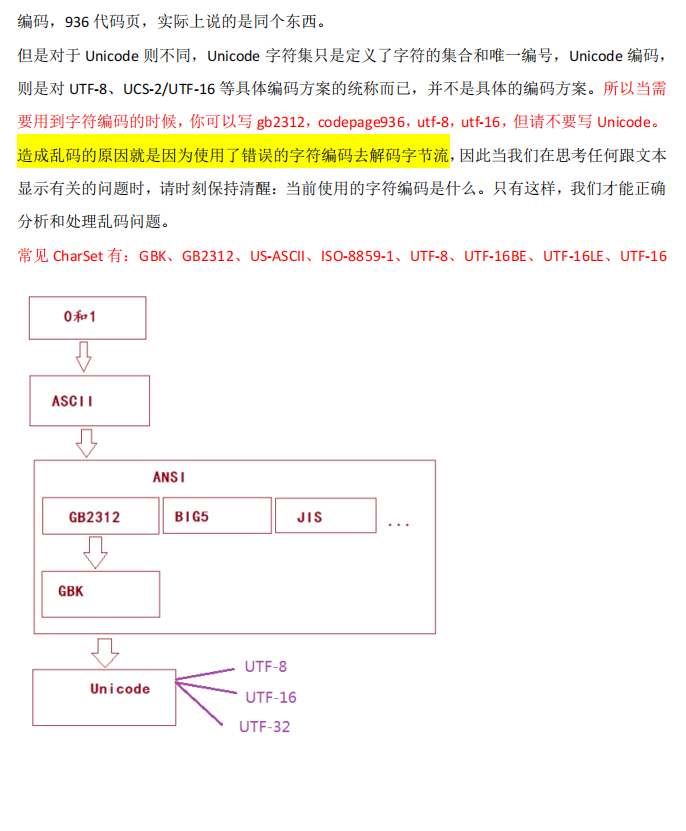 编码，936 代码页，实际上说的是同个东西。
但是对于 Unicode 则不同，Unicode 字符集只是定义了字符的集合和唯一编号，Unicode 编码，
则是对 UTF-8、UCS-2/UTF-16 等具体编码方案的统称而已，并不是具体的编码方案。所以当需
要用到字符编码的时候，你可以写 gb2312，codepage936，utf-8，utf-16，但请不要写 Unicode。
造成乱码的原因就是因为使用了错误的字符编码去解码字节流，因此当我们在思考任何跟文本
显示有关的问题时，请时刻保持清醒：当前使用的字符编码是什么。只有这样，我们才能正确
分析和处理乱码问题。
常见 CharSet 有：GBK、GB2312、US-ASCII、ISO-8859-1、UTF-8、UTF-16BE、UTF-16LE、UTF-16
0和1
ASCII
ANSI
GB2312 BIG5 JIS ...
GBK
Unicode
UTF-8
UTF-16
UTF-32